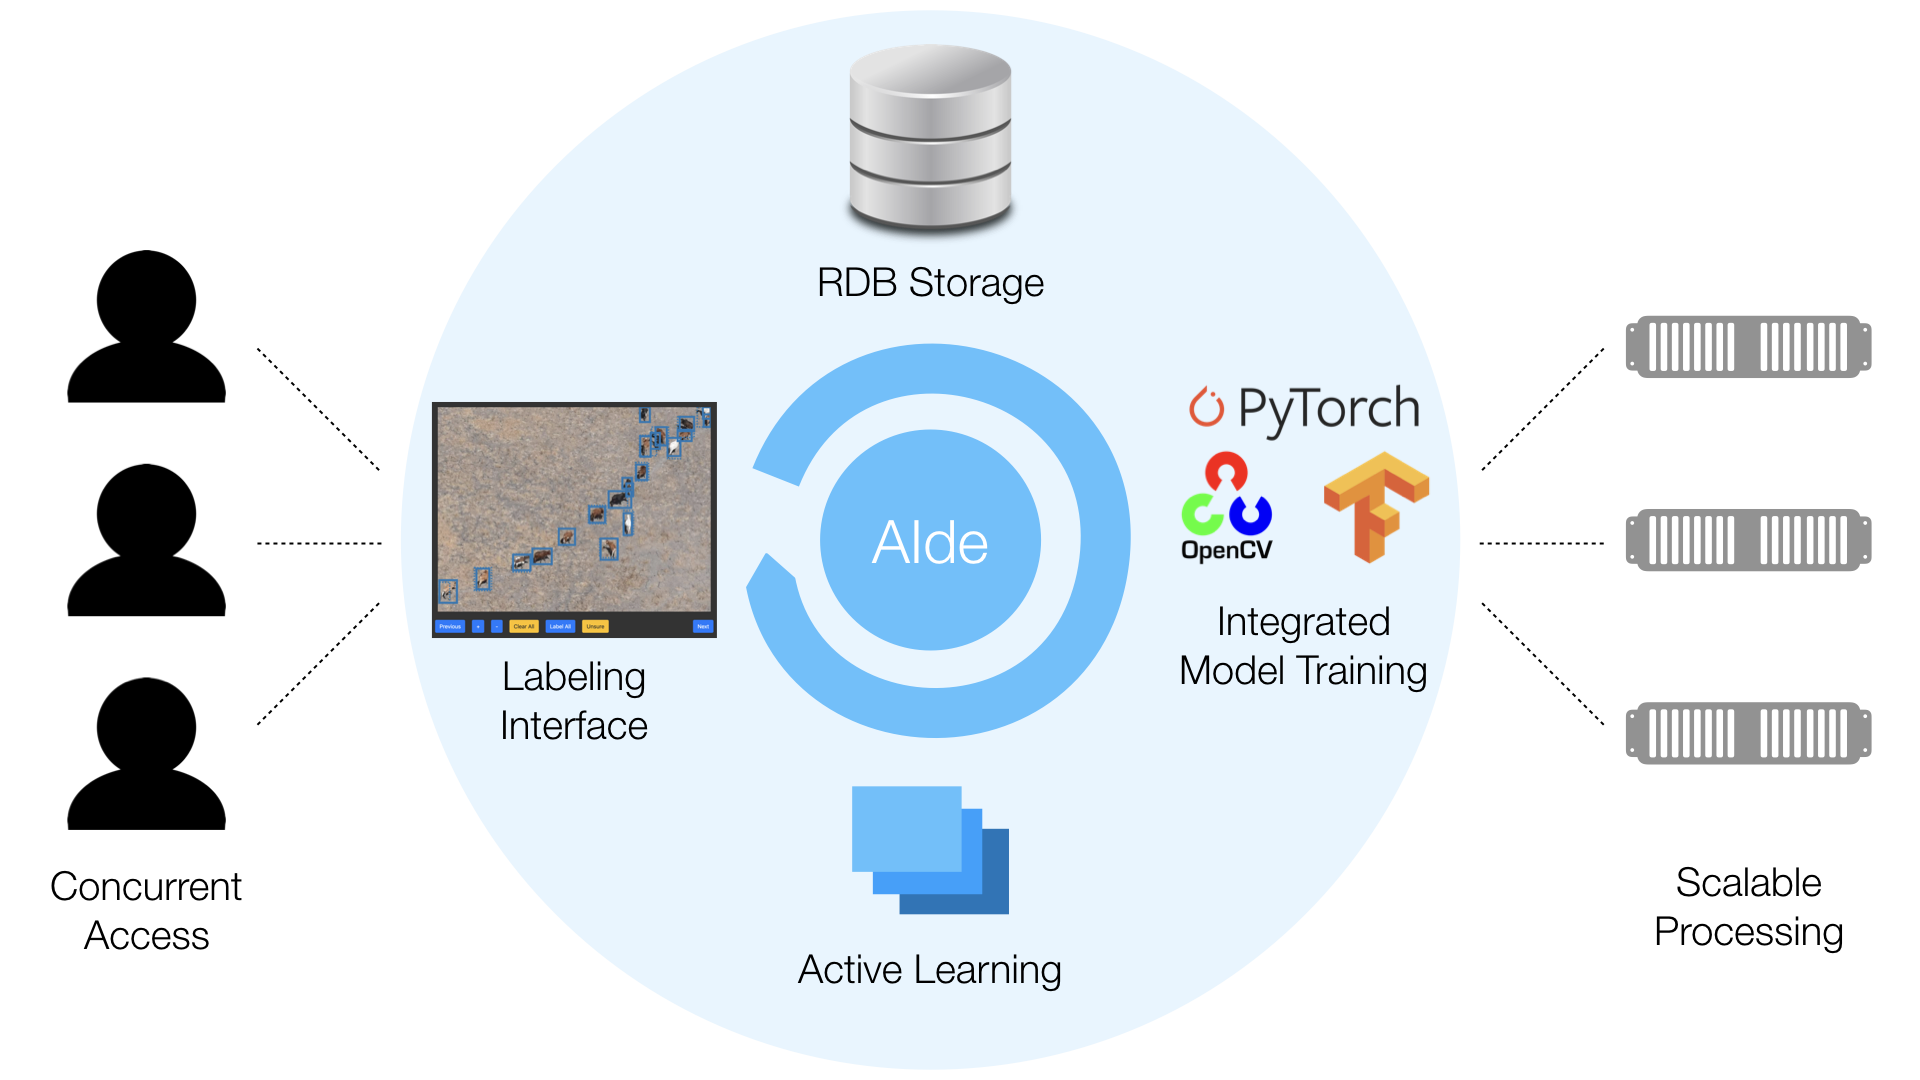 RDB Storage
PyTorch
OpenCV
AIde
Previous
+
-
Clear All
Label All
Unsure
Next
Labeling
Interface
Integrated
Model Training
Concurrent
Access
Active Learning
Scalable
Processing